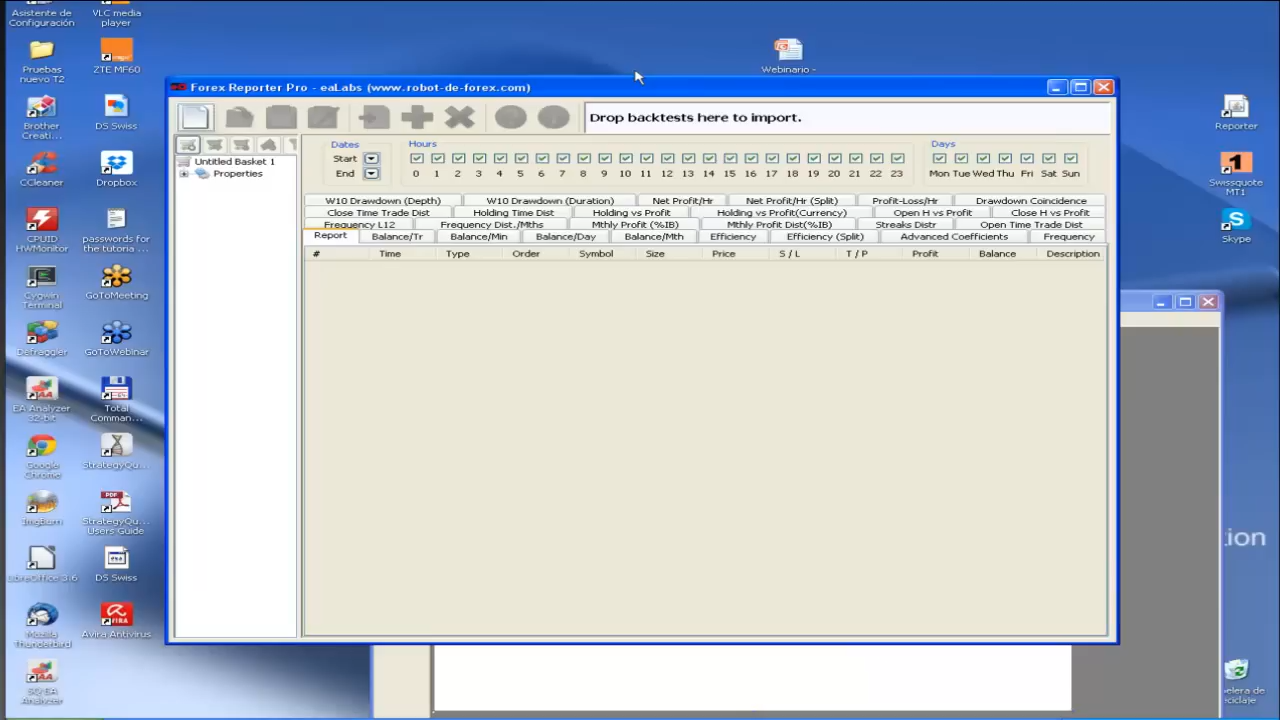 Asistente de
Configuración
VLC media
player
Pruebas
nuevo T2
ZTE MF60
Brother
Creati...
DS Swiss
CCleaner
Dropbox
CPUID
HWMonitor
passwords for
the tutoria ...
Cygwin
Terminal
GoToMeeting
Defraggler
GoToWebinar
EA Analyzer
32-bit
Total
Comman...
Google
Chrome
StrategyQu...
ImgBurn
StrategyQu...
Users Guide
LibreOffice 3.6
DS Swiss
Mozilla
Thunderbird
Avira Antivirus
SQ EA
Analyzer
Webinario -
Reporter
Swissquote
MT1
Skype
Forex Reporter Pro - eaLabs (www.robot-de-forex.com)
Drop backtests here to import.
Untitled Basket 1
Properties
Dates
Start
End
Hours
0 1 2 3 4 5 6 7 8 9 10 11 12 13 14 15 16 17 18 19 20 21 22 23
Days
Mon Tue Wed Thu Fri Sat Sun
W10 Drawdown (Depth) W10 Drawdown (Duration) Net Profit/Hr Net Profit/Hr (Split) Profit-Loss/Hr Drawdown Coincidence
Close Time Trade Dist Holding Time Dist Holding vs Profit Holding vs Profit(Currency) Open H vs Profit Close H vs Profit
Frequency L12 Frequency Dist./Mths Mthly Profit (%IB) Mthly Profit Dist(%IB) Streaks Distr Open Time Trade Dist
Report Balance/Tr Balance/Min Balance/Day Balance/Mth Efficiency Efficiency (Split) Advanced Coefficients Frequency
# Time Type Order Symbol Size Price S / L T / P Profit Balance Description
tion
pelera de
eciclaje